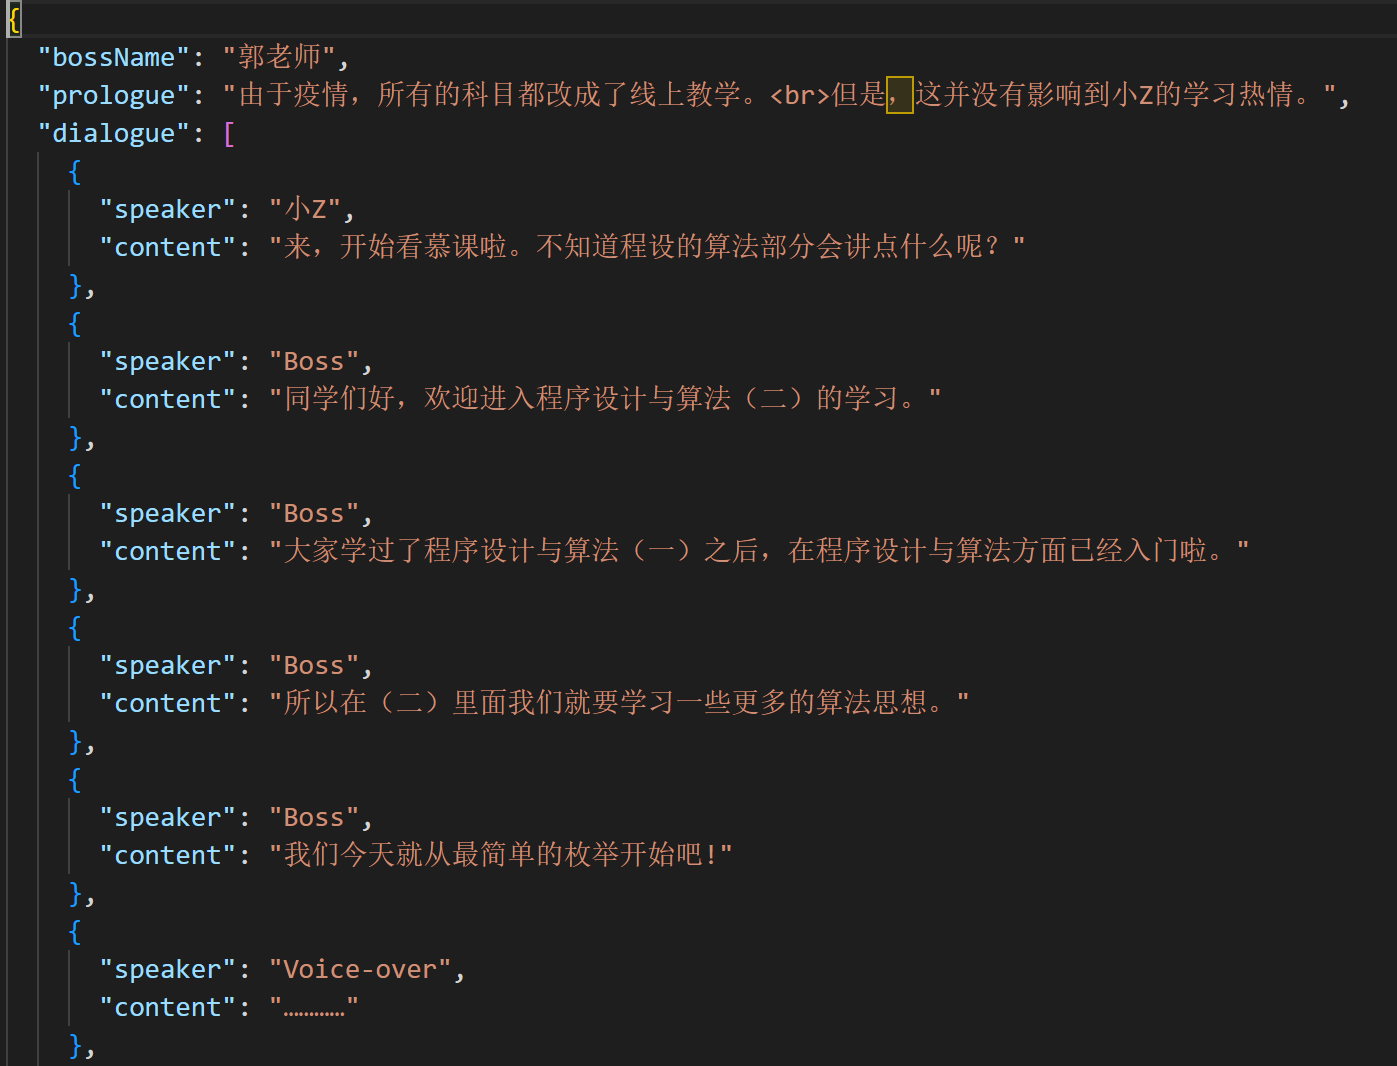 {
"bossName": "郭老师",
"prologue": "由于疫情，所有的科目都改成了线上教学。<br>但是，这并没有影响到小Z的学习热情。",
"dialogue": [
{
"speaker": "小Z",
"content": "来，开始看慕课啦。不知道程设的算法部分会讲点什么呢？"
},
{
"speaker": "Boss",
"content": "同学们好，欢迎进入程序设计与算法（二）的学习。"
},
{
"speaker": "Boss",
"content": "大家学过了程序设计与算法（一）之后，在程序设计与算法方面已经入门啦。"
},
{
"speaker": "Boss",
"content": "所以在（二）里面我们就要学习一些更多的算法思想。"
},
{
"speaker": "Boss",
"content": "我们今天就从最简单的枚举开始吧!"
},
{
"speaker": "Voice-over",
"content": "…………"
},